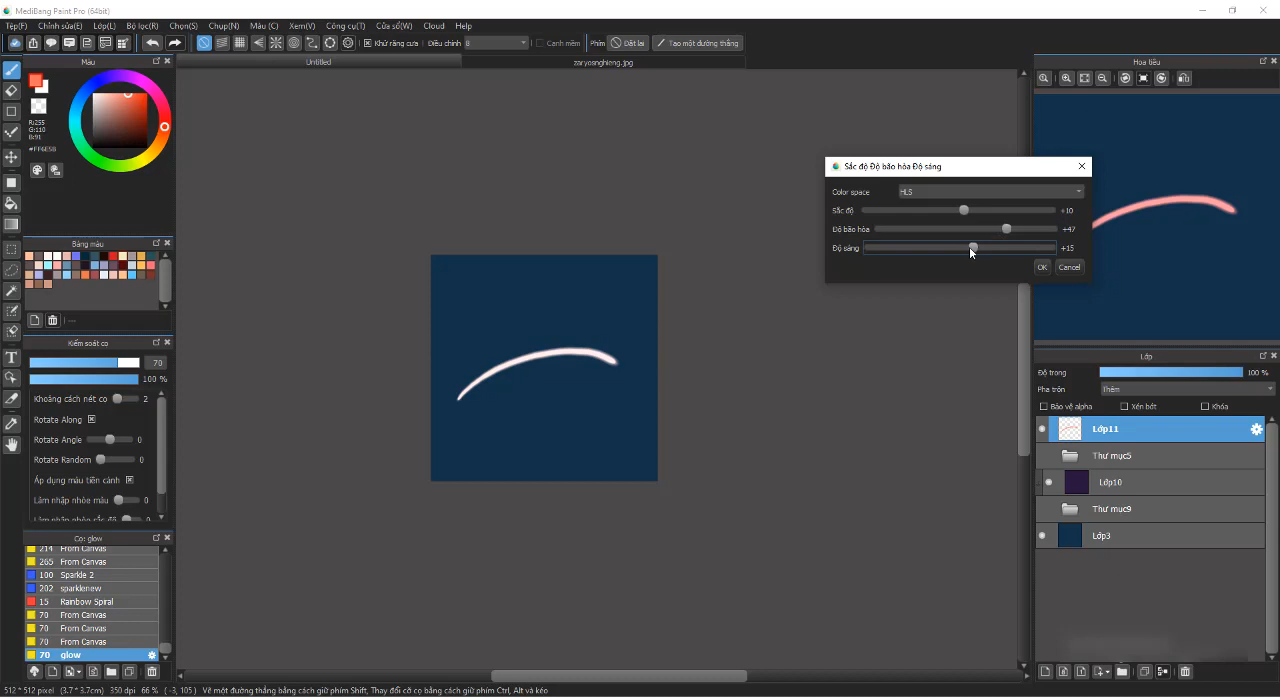 MediBang Paint Pro (64bit)
Tệp(F) Chỉnh sửa(E) Lớp(L) Bộ lọc(R) Chọn(S) Chụp(N) Màu (C) Xem(V) Công cụ(T) Cửa sổ(W) Cloud Help
Khử răng cưa Điều chỉnh 8 Cạnh mềm Phím Đặt lại Tạo một đường thẳng
Màu
Untitled
zaryosnghieng.jpg
Hoa tiêu
R:255
G:110
B:91
#FF6E5B
Sắc độ Độ bão hòa Độ sáng
Color space HLS
Sắc độ +10
Độ bão hòa +47
Độ sáng +15
OK Cancel
Bảng màu
---
Kiểm soát cọ
70
100 %
Khoảng cách nét cọ 2
Rotate Along
Rotate Angle 0
Rotate Random 0
Áp dụng màu tiền cảnh
Làm nhập nhòe màu 0
Làm nhập nhòe sắc độ 0
Cọ: glow
214 From Canvas
265 From Canvas
100 Sparkle 2
202 sparklenew
15 Rainbow Spiral
70 From Canvas
70 From Canvas
70 From Canvas
70 glow
Lớp
Độ trong 100 %
Pha trộn Thêm
Bảo vệ alpha Xén bớt Khóa
Lớp11
Thư mục5
Lớp10
Thư mục9
Lớp3
512 * 512 pixel (3.7 * 3.7cm) 350 dpi 66 % ( -3, 105 ) Vẽ một đường thẳng bằng cách giữ phím Shift, Thay đổi cỡ cọ bằng cách giữ phím Ctrl, Alt và kéo